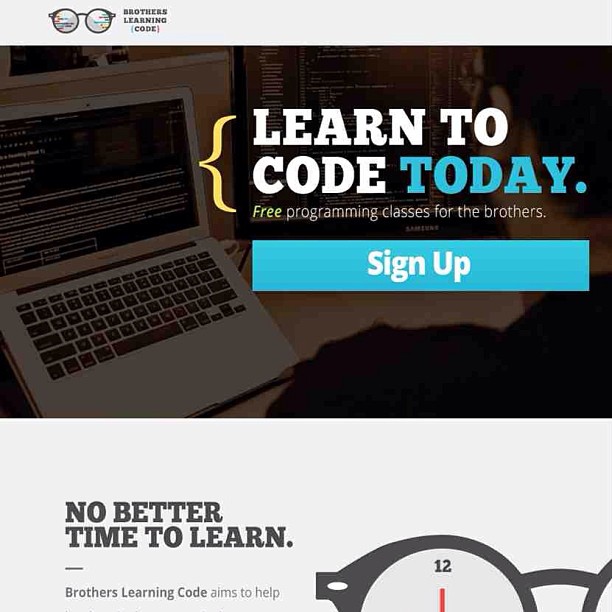 BROTHERS
LEARNING
{CODE}
{ LEARN TO
CODE TODAY.
Free programming classes for the brothers.
SAMSUNG
Sign Up
NO BETTER
TIME TO LEARN.
Brothers Learning Code aims to help
12